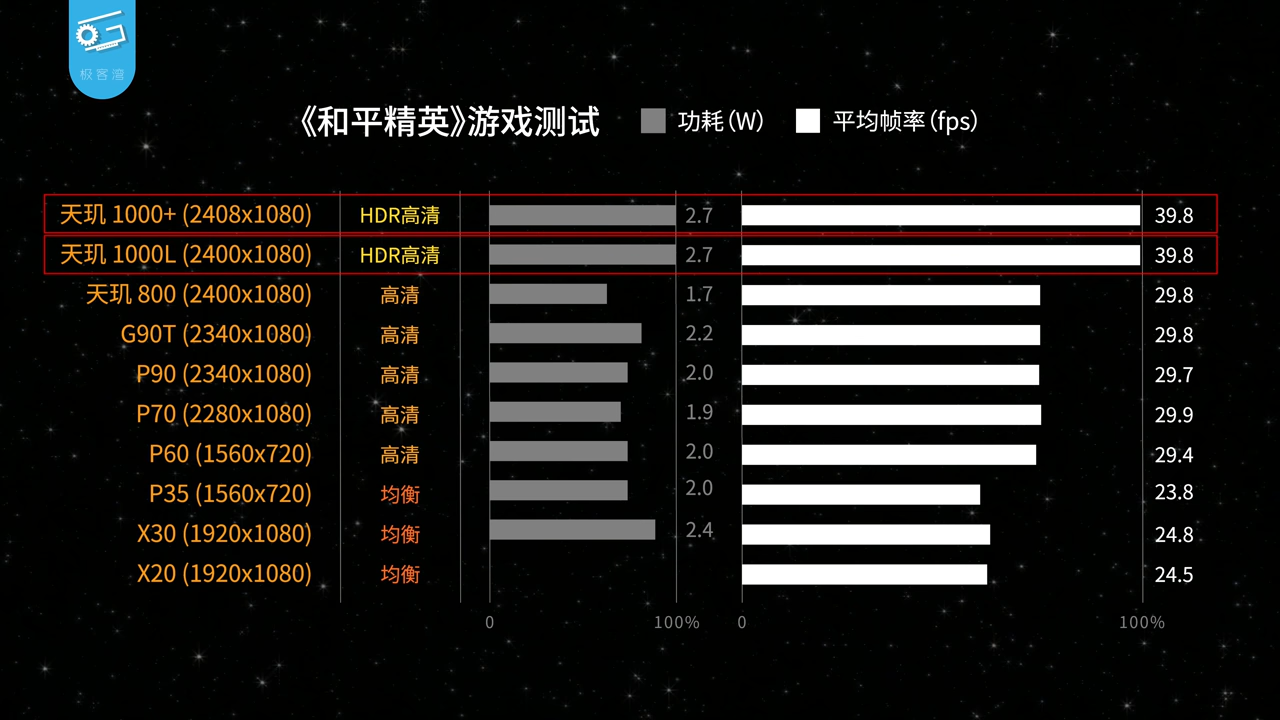 极客湾
《和平精英》游戏测试 功耗(W) 平均帧率(fps)
天玑 1000+ (2408x1080) HDR高清 2.7 39.8
天玑 1000L (2400x1080) HDR高清 2.7 39.8
天玑 800 (2400x1080) 高清 1.7 29.8
G90T (2340x1080) 高清 2.2 29.8
P90 (2340x1080) 高清 2.0 29.7
P70 (2280x1080) 高清 1.9 29.9
P60 (1560x720) 高清 2.0 29.4
P35 (1560x720) 均衡 2.0 23.8
X30 (1920x1080) 均衡 2.4 24.8
X20 (1920x1080) 均衡 24.5
0 100% 0 100%